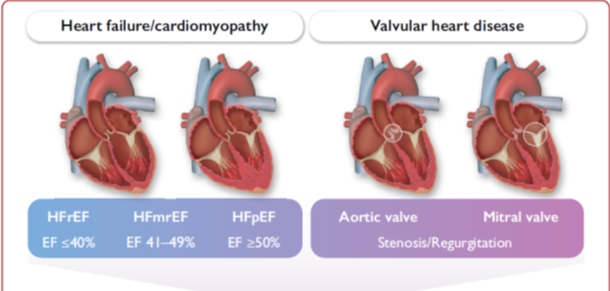 Heart failure/cardiomyopathy
Valvular heart disease
HFrEF HFmrEF HFpEF
EF ≤40% EF 41–49% EF ≥50%
Aortic valve Mitral valve
Stenosis/Regurgitation